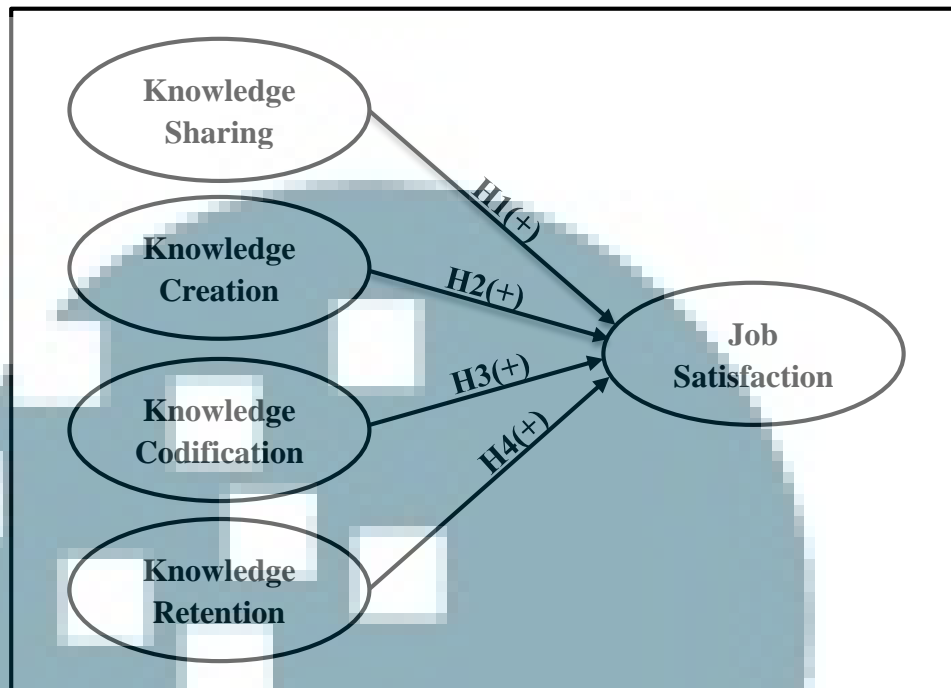 Knowledge
Sharing
H1(+)
Knowledge
Creation
H2(+)
Job
Satisfaction
Knowledge
Codification
H3(+)
H4(+)
Knowledge
Retention